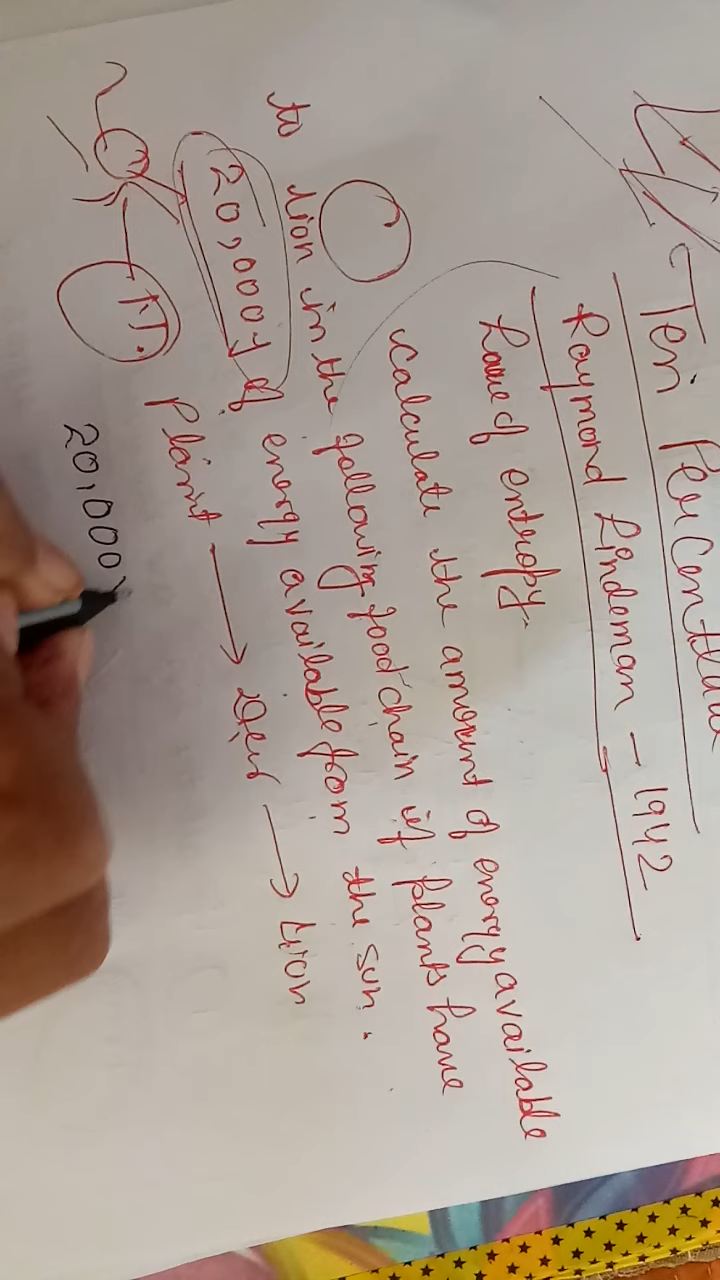 Ten Percent
Raymond Lindeman - 1942
Law of entropy.
Calculate the amount of energy available
to lion in the following food chain if plants have
20,000 J of energy available from the sun.
Plant → Deer → Lion
1%.
20,000